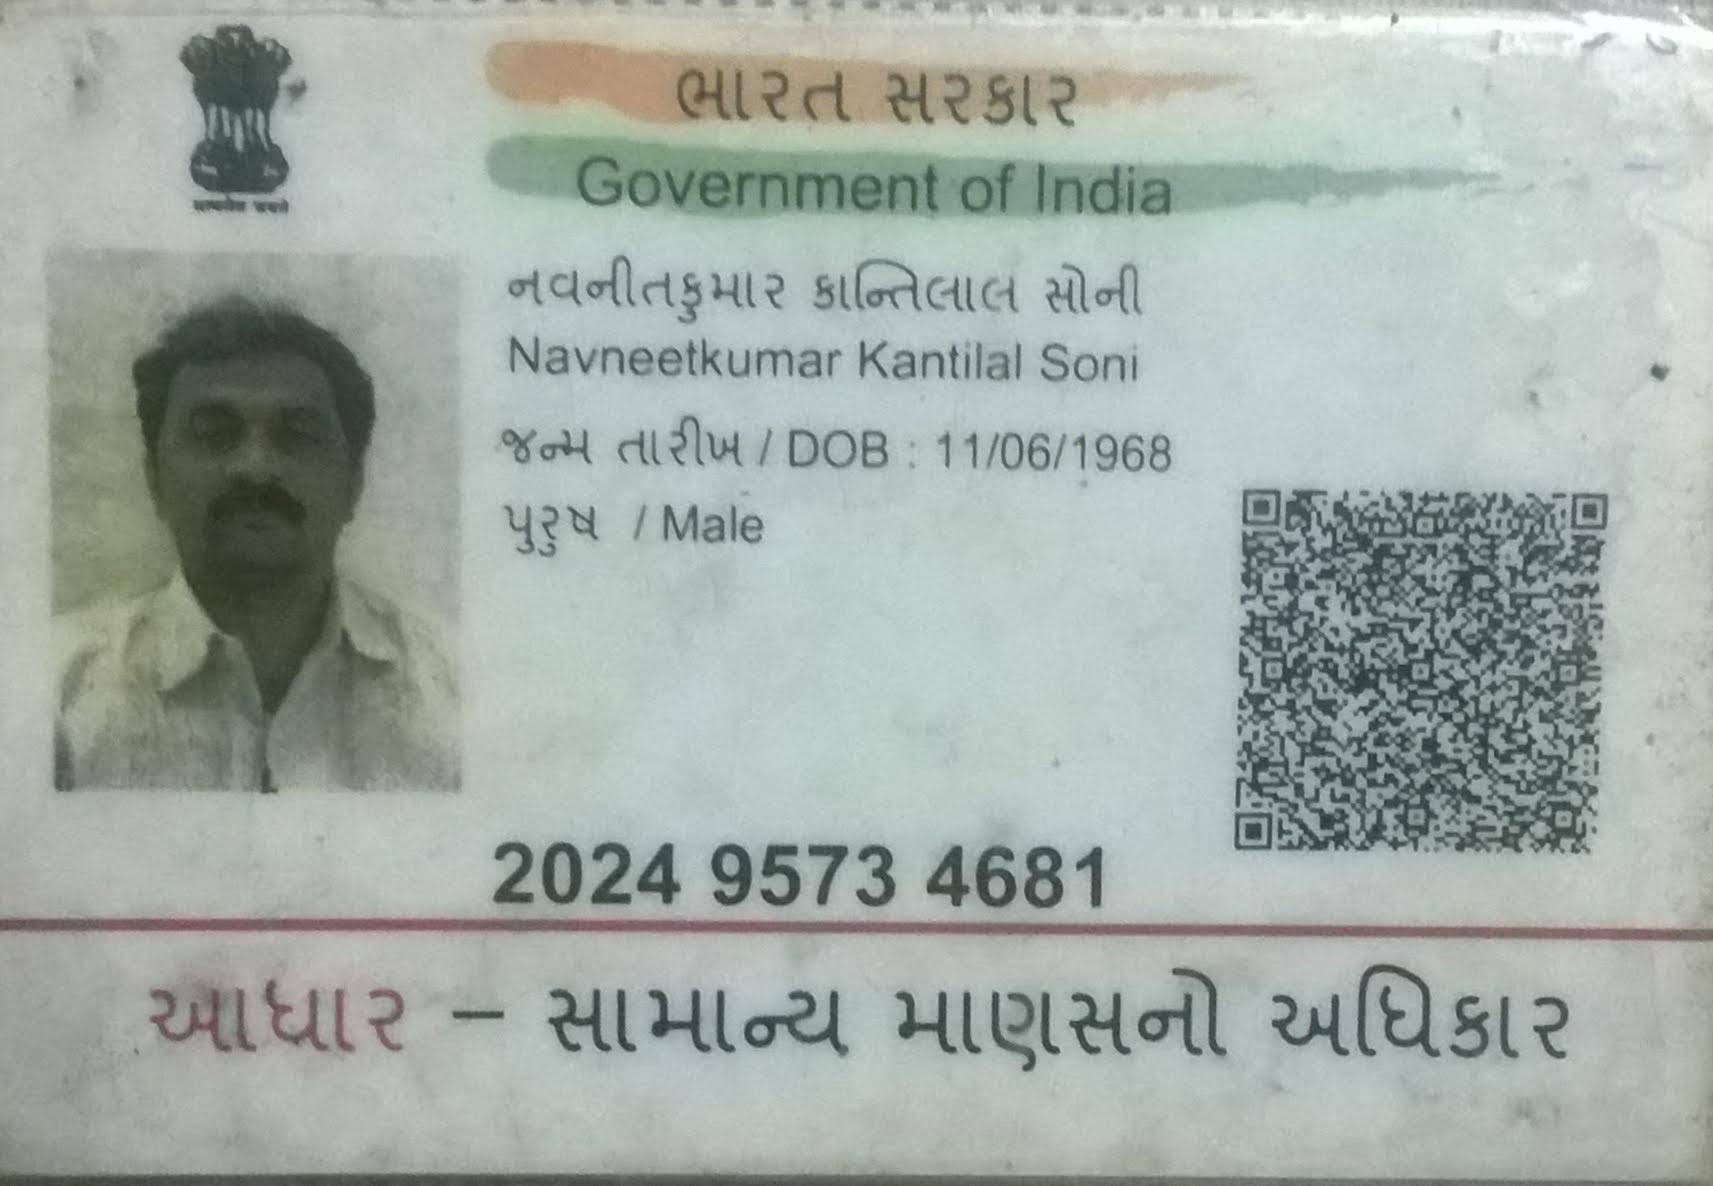 ભારત સરકાર
Government of India
નવનીતકુમાર કાન્તિલાલ સોની
Navneetkumar Kantilal Soni
જન્મ તારીખ / DOB : 11/06/1968
પુરુષ / Male
2024 9573 4681
આધાર – સામાન્ય માણસનો અધિકાર